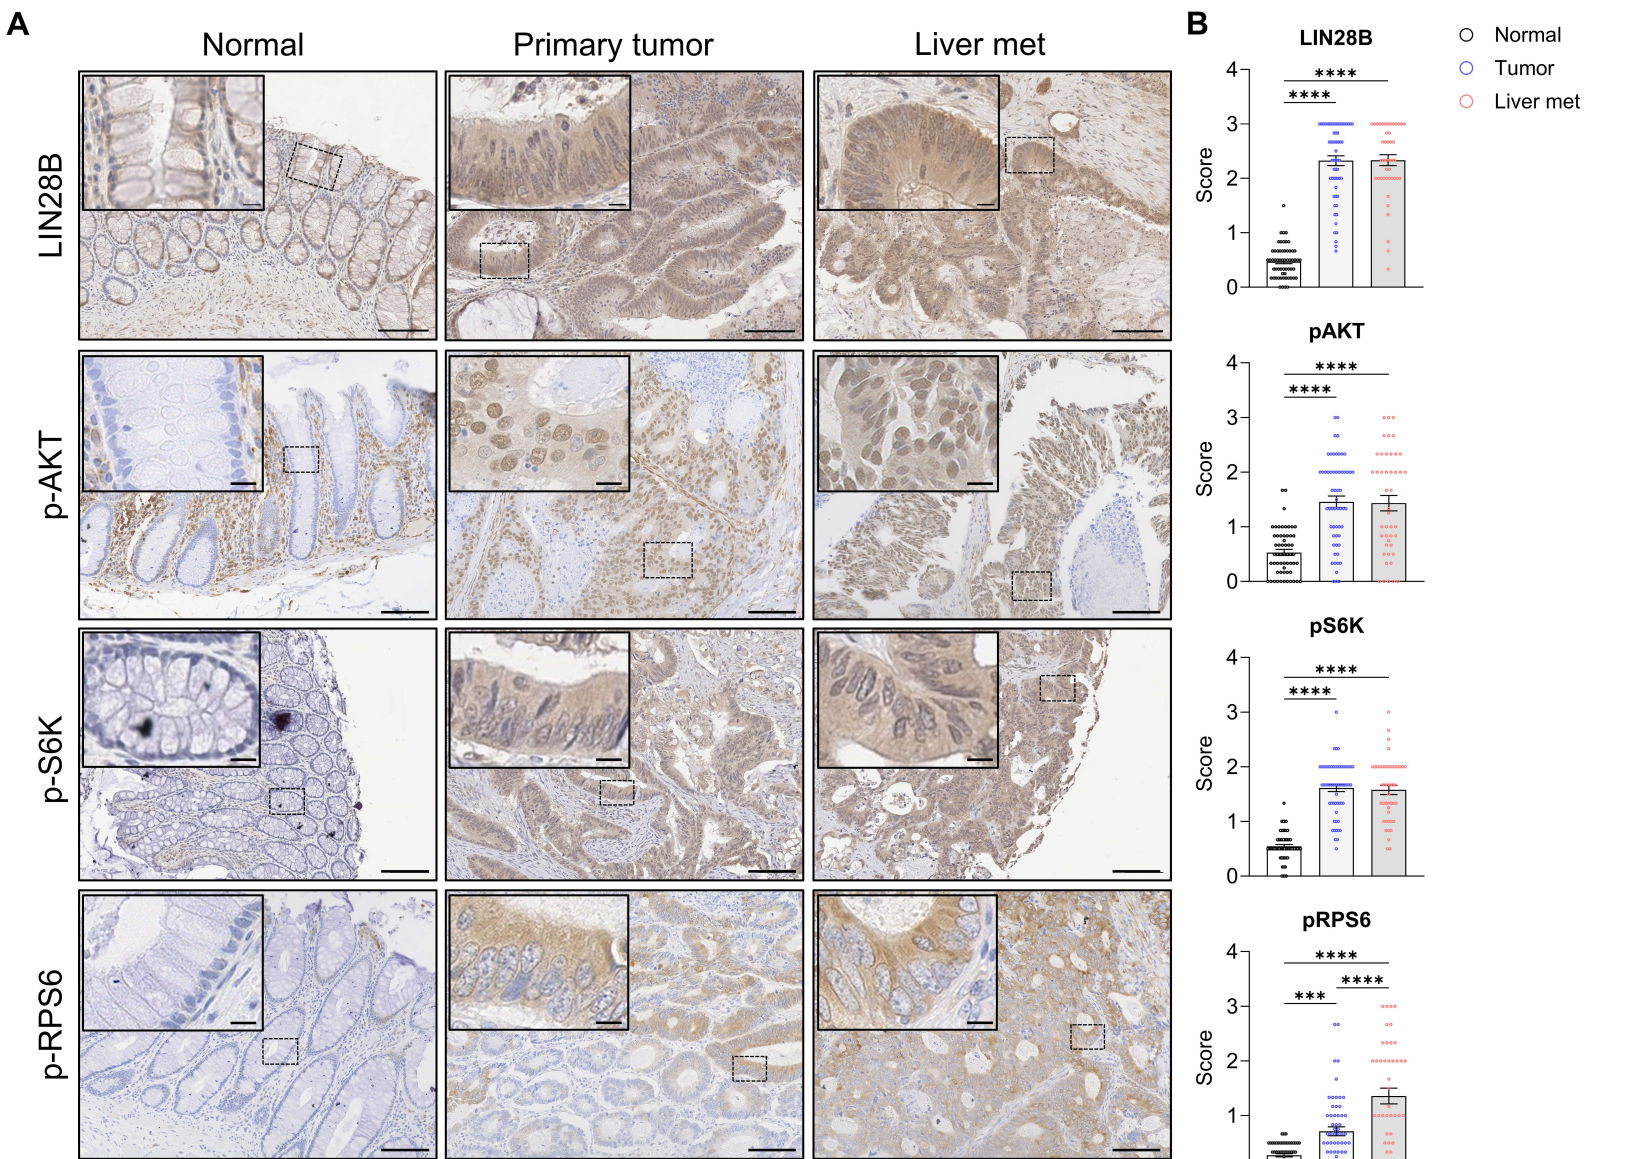 A
Normal
Primary tumor
Liver met
LIN28B
p-AKT
p-S6K
p-RPS6
B
Normal
Tumor
Liver met
LIN28B
Score
4
3
2
1
0
****
****
pAKT
Score
4
3
2
1
0
****
****
pS6K
Score
4
3
2
1
0
****
****
pRPS6
Score
4
3
2
1
****
****
***